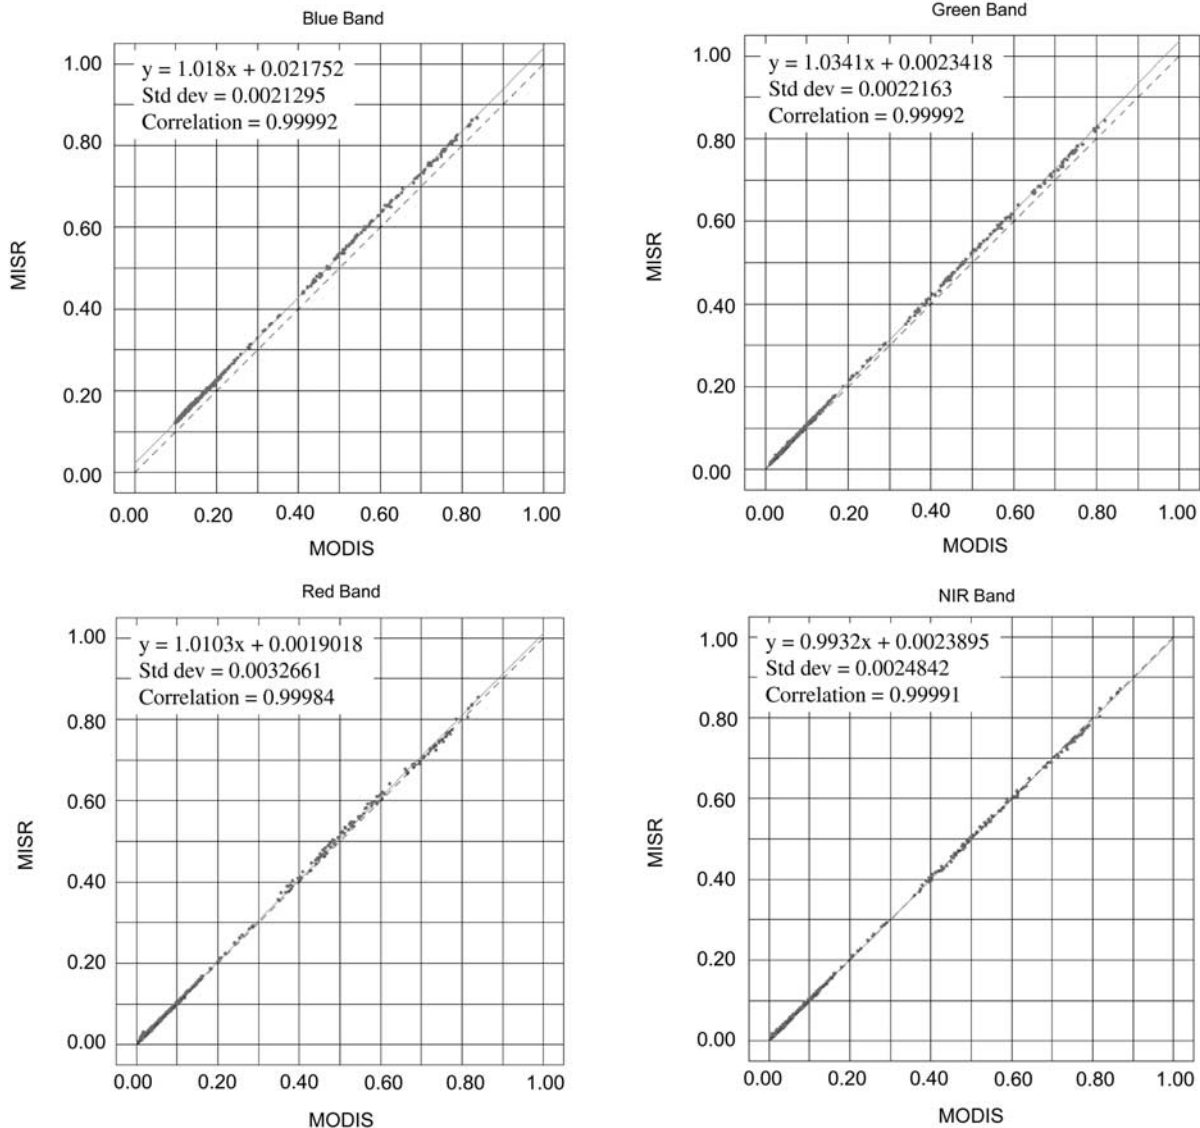 Blue Band
y = 1.018x + 0.021752
Std dev = 0.0021295
Correlation = 0.99992
1.00
0.80
0.60
0.40
0.20
0.00
MISR
0.00 0.20 0.40 0.60 0.80 1.00
MODIS
Green Band
y = 1.0341x + 0.0023418
Std dev = 0.0022163
Correlation = 0.99992
1.00
0.80
0.60
0.40
0.20
0.00
MISR
0.00 0.20 0.40 0.60 0.80 1.00
MODIS
Red Band
y = 1.0103x + 0.0019018
Std dev = 0.0032661
Correlation = 0.99984
1.00
0.80
0.60
0.40
0.20
0.00
MISR
0.00 0.20 0.40 0.60 0.80 1.00
MODIS
NIR Band
y = 0.9932x + 0.0023895
Std dev = 0.0024842
Correlation = 0.99991
1.00
0.80
0.60
0.40
0.20
0.00
MISR
0.00 0.20 0.40 0.60 0.80 1.00
MODIS